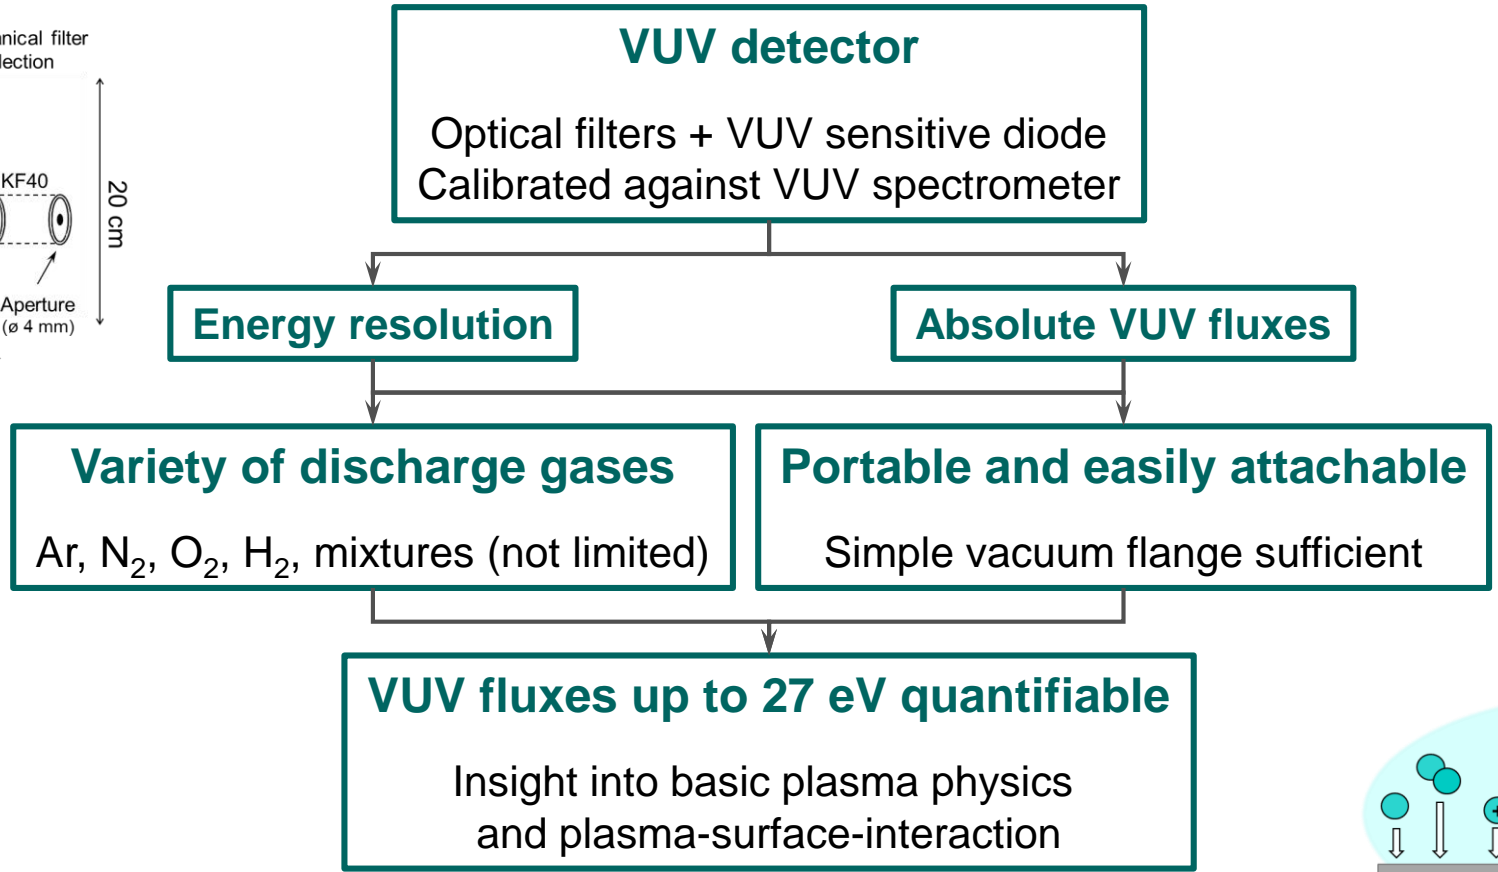 VUV detector
Optical filters + VUV sensitive diode
Calibrated against VUV spectrometer
filter
KF40
20 cm
Aperture
(ø 4 mm)
Energy resolution
Absolute VUV fluxes
Variety of discharge gases
Ar, N₂, O₂, H₂, mixtures (not limited)
Portable and easily attachable
Simple vacuum flange sufficient
VUV fluxes up to 27 eV quantifiable
Insight into basic plasma physics
and plasma-surface-interaction
+